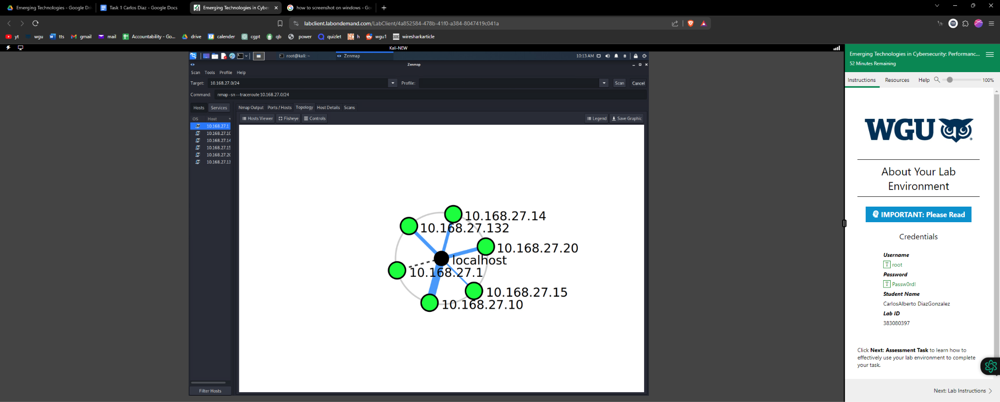 Emerging Technologies - Google Dri
Task 1 Carlos Diaz - Google Docs
Emerging Technologies in Cyber
how to screenshot on windows - Go
labclient.labondemand.com/LabClient/4a852584-478b-41f0-a384-8047419c041a
yt
wgu
tts
gmail
mail
Accountability - Go...
drive
calender
cgpt
qb
power
quizlet
h
wgu1
wiresharkarticle
Kali-NEW
root@kali: ~
Zenmap
10:13 AM
Zenmap
Scan Tools Profile Help
Target: 10.168.27.0/24 Profile: Scan Cancel
Command: nmap -sn --traceroute 10.168.27.0/24
Hosts Services
Nmap Output Ports / Hosts Topology Host Details Scans
OS Host
Hosts Viewer Fisheye Controls Legend Save Graphic
10.168.27.1
10.168.27.10
10.168.27.14
10.168.27.15
10.168.27.20
10.168.27.13
10.168.27.14
10.168.27.132
10.168.27.20
localhost
10.168.27.1
10.168.27.15
10.168.27.10
Filter Hosts
Emerging Technologies in Cybersecurity: Performanc...
52 Minutes Remaining
Instructions Resources Help 100%
WGU
About Your Lab
Environment
IMPORTANT: Please Read
Credentials
Username
T root
Password
T Passw0rd!
Student Name
CarlosAlberto DiazGonzalez
Lab ID
383080397
Click Next: Assessment Task to learn how to
effectively use your lab environment to complete
your task.
Next: Lab Instructions